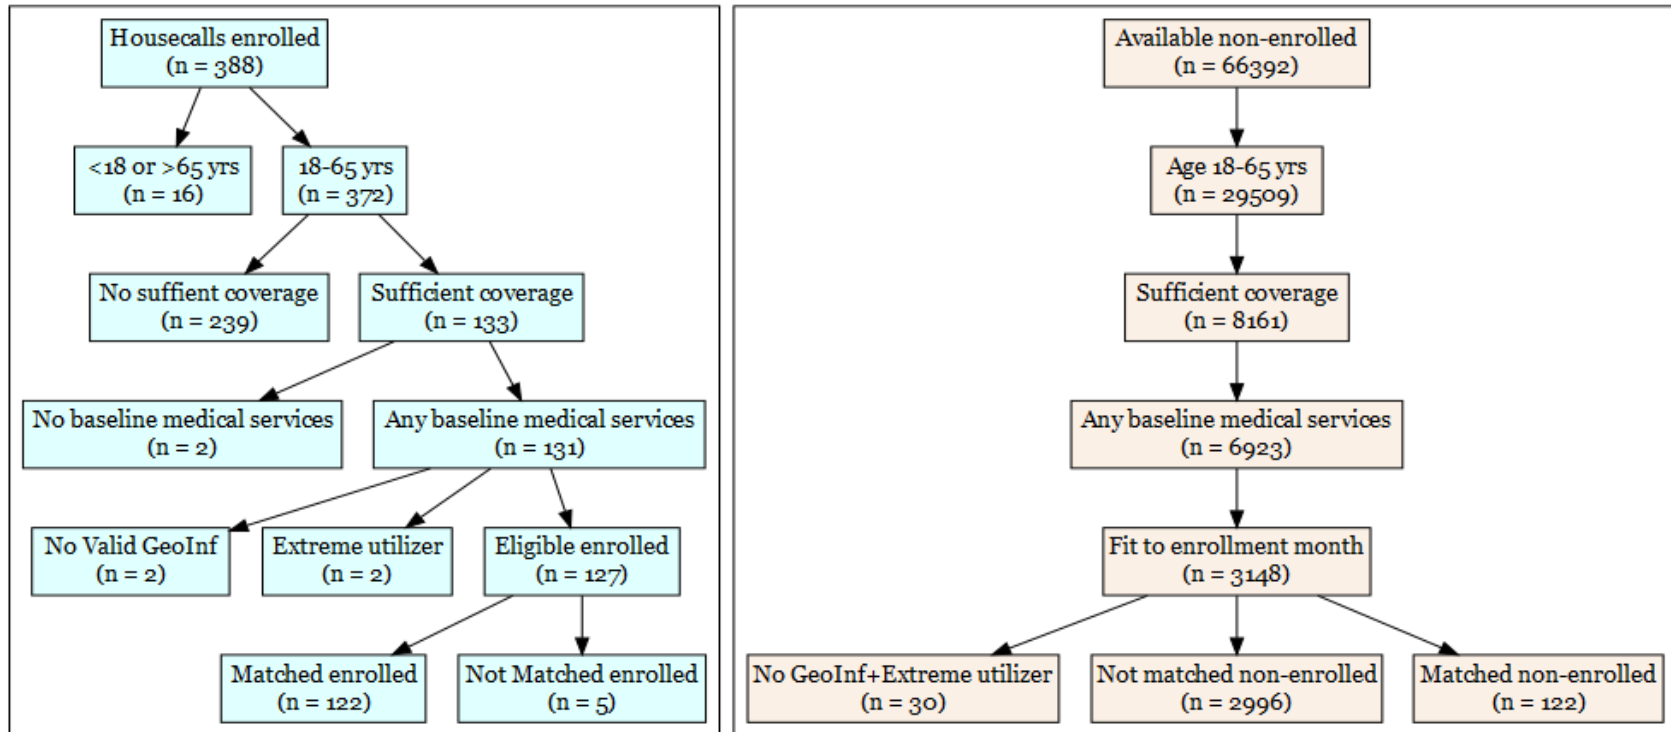 Housecalls enrolled
(n = 388)
<18 or >65 yrs
(n = 16)
18-65 yrs
(n = 372)
No suffient coverage
(n = 239)
Sufficient coverage
(n = 133)
No baseline medical services
(n = 2)
Any baseline medical services
(n = 131)
No Valid GeoInf
(n = 2)
Extreme utilizer
(n = 2)
Eligible enrolled
(n = 127)
Matched enrolled
(n = 122)
Not Matched enrolled
(n = 5)
Available non-enrolled
(n = 66392)
Age 18-65 yrs
(n = 29509)
Sufficient coverage
(n = 8161)
Any baseline medical services
(n = 6923)
Fit to enrollment month
(n = 3148)
No GeoInf+Extreme utilizer
(n = 30)
Not matched non-enrolled
(n = 2996)
Matched non-enrolled
(n = 122)